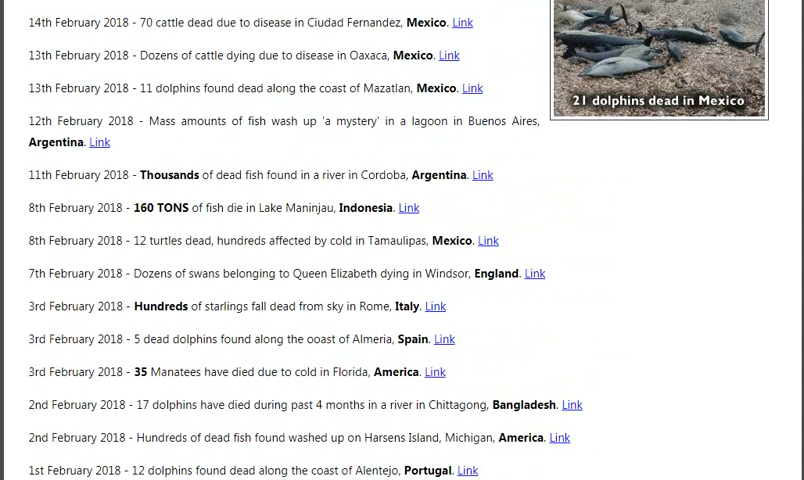 14th February 2018 - 70 cattle dead due to disease in Ciudad Fernandez, Mexico. Link
13th February 2018 - Dozens of cattle dying due to disease in Oaxaca, Mexico. Link
13th February 2018 - 11 dolphins found dead along the coast of Mazatlan, Mexico. Link
21 dolphins dead in Mexico
12th February 2018 - Mass amounts of fish wash up 'a mystery' in a lagoon in Buenos Aires,
Argentina. Link
11th February 2018 - Thousands of dead fish found in a river in Cordoba, Argentina. Link
8th February 2018 - 160 TONS of fish die in Lake Maninjau, Indonesia. Link
8th February 2018 - 12 turtles dead, hundreds affected by cold in Tamaulipas, Mexico. Link
7th February 2018 - Dozens of swans belonging to Queen Elizabeth dying in Windsor, England. Link
3rd February 2018 - Hundreds of starlings fall dead from sky in Rome, Italy. Link
3rd February 2018 - 5 dead dolphins found along the ooast of Almeria, Spain. Link
3rd February 2018 - 35 Manatees have died due to cold in Florida, America. Link
2nd February 2018 - 17 dolphins have died during past 4 months in a river in Chittagong, Bangladesh. Link
2nd February 2018 - Hundreds of dead fish found washed up on Harsens Island, Michigan, America. Link
1st February 2018 - 12 dolphins found dead along the coast of Alentejo, Portugal. Link